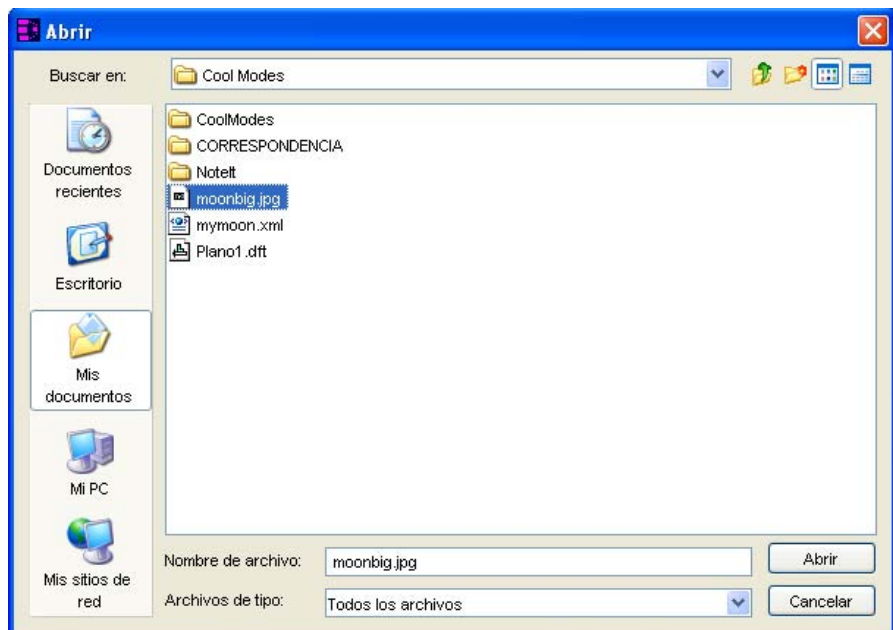 Abrir
Buscar en:
Cool Modes
Documentos
recientes
Escritorio
Mis
documentos
Mi PC
Mis sitios de
red
CoolModes
CORRESPONDENCIA
NoteIt
moonbig.jpg
mymoon.xml
Plano1.dft
Nombre de archivo:
moonbig.jpg
Abrir
Archivos de tipo:
Todos los archivos
Cancelar